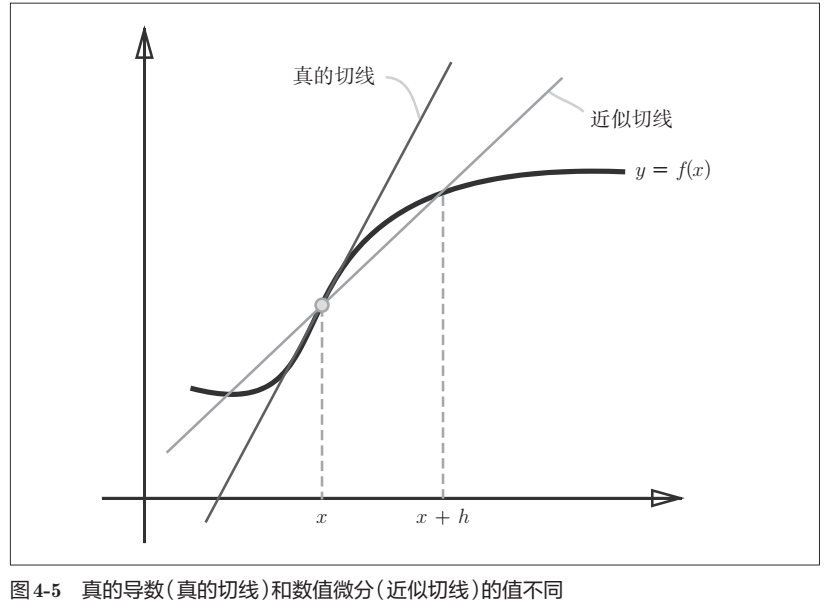 真的切线
近似切线
y = f(x)
x
x + h
图4-5 真的导数(真的切线)和数值微分(近似切线)的值不同